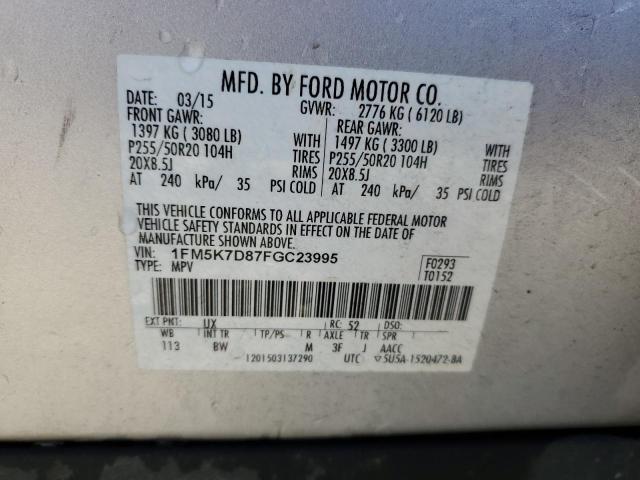 MFD. BY FORD MOTOR CO.
DATE: 03/15 GVWR: 2776 KG ( 6120 LB)
FRONT GAWR: REAR GAWR:
1397 KG ( 3080 LB) WITH 1497 KG ( 3300 LB) WITH
P255/50R20 104H TIRES P255/50R20 104H TIRES
20X8.5J RIMS 20X8.5J RIMS
AT 240 kPa/ 35 PSI COLD AT 240 kPa/ 35 PSI COLD
THIS VEHICLE CONFORMS TO ALL APPLICABLE FEDERAL MOTOR
VEHICLE SAFETY STANDARDS IN EFFECT ON THE DATE OF
MANUFACTURE SHOWN ABOVE.
VIN: 1FM5K7D87FGC23995 F0293
TYPE: MPV T0152
EXT PNT: UX RC: 52 DSO:
WB INT TR TP/PS R AXLE TR SPR
113 BW M 3F J AACC
1201503137290 UTC ▽5U5A-1520472-BA